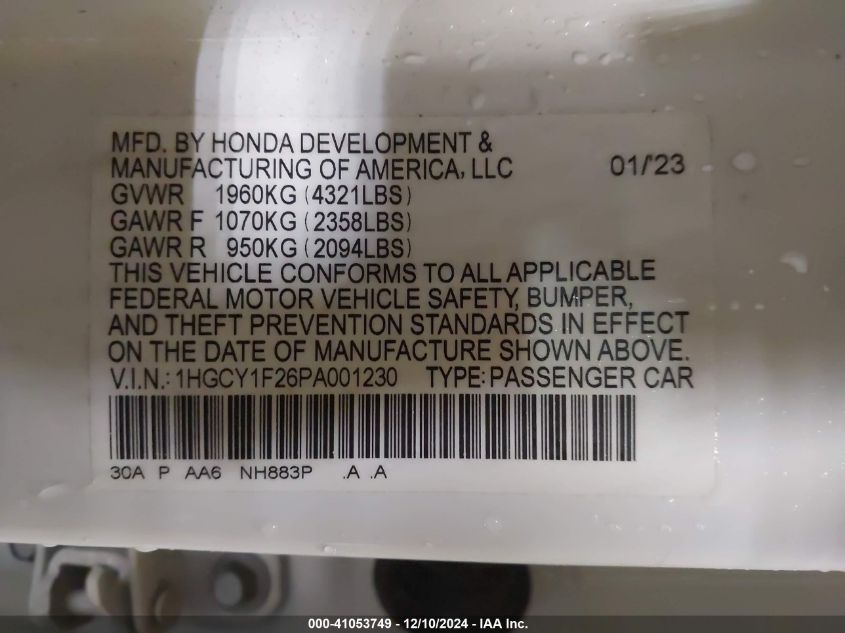 MFD. BY HONDA DEVELOPMENT &
MANUFACTURING OF AMERICA, LLC 01/'23
GVWR 1960KG (4321LBS)
GAWR F 1070KG (2358LBS)
GAWR R 950KG (2094LBS)
THIS VEHICLE CONFORMS TO ALL APPLICABLE
FEDERAL MOTOR VEHICLE SAFETY, BUMPER,
AND THEFT PREVENTION STANDARDS IN EFFECT
ON THE DATE OF MANUFACTURE SHOWN ABOVE.
V.I.N.: 1HGCY1F26PA001230 TYPE: PASSENGER CAR
30A P AA6 NH883P .A .A
000-41053749 - 12/10/2024 - IAA Inc.